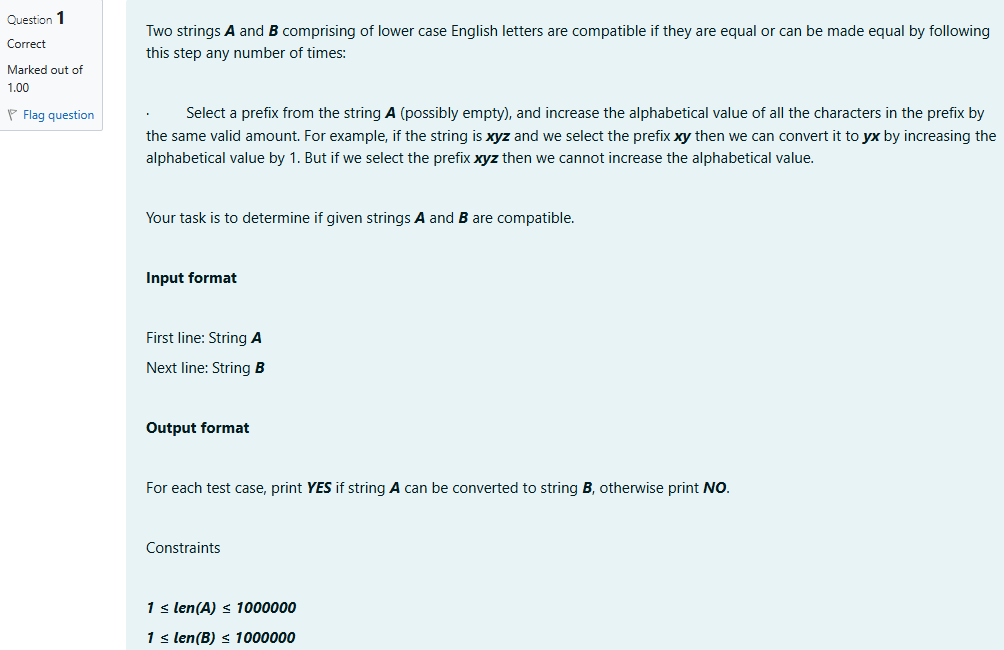 Question 1
Correct
Marked out of
1.00
Flag question
Two strings A and B comprising of lower case English letters are compatible if they are equal or can be made equal by following
this step any number of times:
· Select a prefix from the string A (possibly empty), and increase the alphabetical value of all the characters in the prefix by
the same valid amount. For example, if the string is xyz and we select the prefix xy then we can convert it to yx by increasing the
alphabetical value by 1. But if we select the prefix xyz then we cannot increase the alphabetical value.
Your task is to determine if given strings A and B are compatible.
Input format
First line: String A
Next line: String B
Output format
For each test case, print YES if string A can be converted to string B, otherwise print NO.
Constraints
1 ≤ len(A) ≤ 1000000
1 ≤ len(B) ≤ 1000000